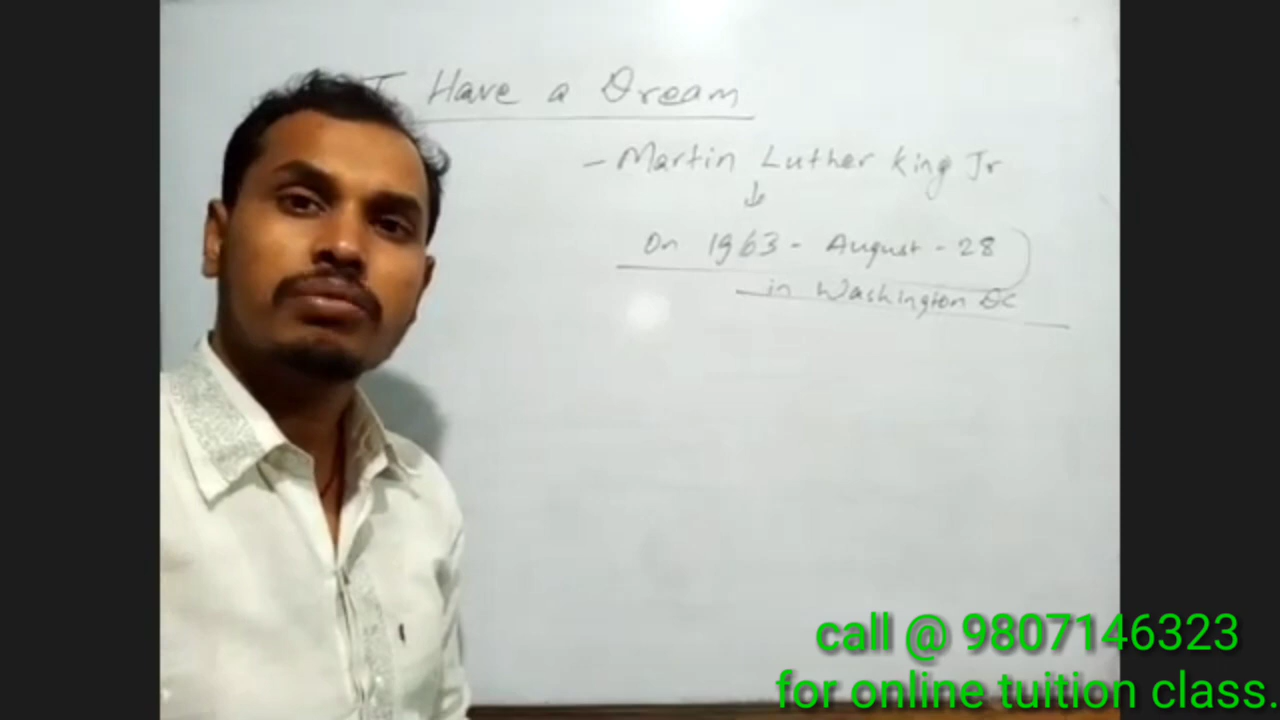 I Have a Dream
- Martin Luther King Jr
↓
On 1963 - August - 28
in Washington DC
call @ 9807146323
for online tuition class.